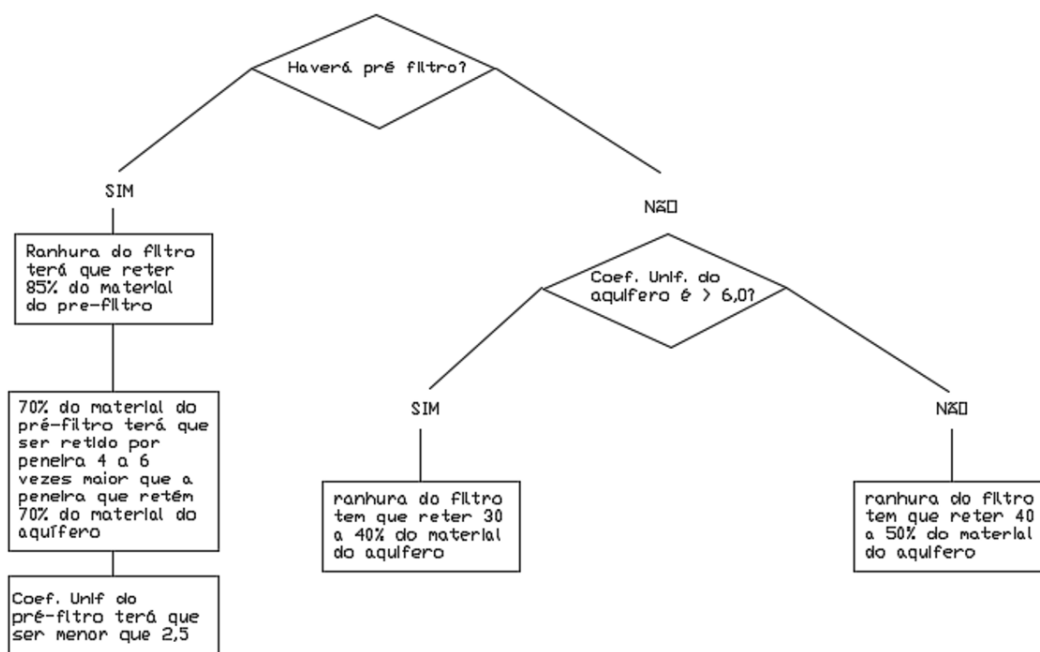 Haverá pré filtro?
SIM
NÃO
Ranhura do filtro
terá que reter
85% do material
do pre-filtro
Coef. Unif. do
aquifero é > 6,0?
70% do material do
pré-filtro terá que
ser retido por
peneira 4 a 6
vezes maior que a
peneira que retém
70% do material do
aquífero
SIM
NÃO
ranhura do filtro
tem que reter 30
a 40% do material
do aquifero
ranhura do filtro
tem que reter 40
a 50% do material
do aquifero
Coef. Unif do
pré-filtro terá que
ser menor que 2,5